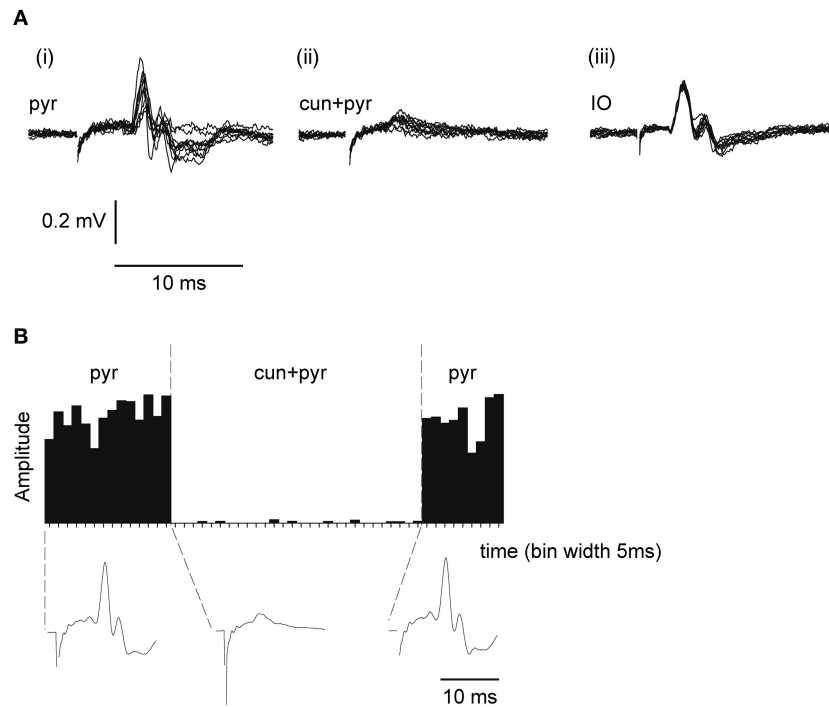 A
(i)
(ii)
(iii)
pyr
cun+pyr
IO
0.2 mV
10 ms
B
pyr
cun+pyr
pyr
Amplitude
time (bin width 5ms)
10 ms